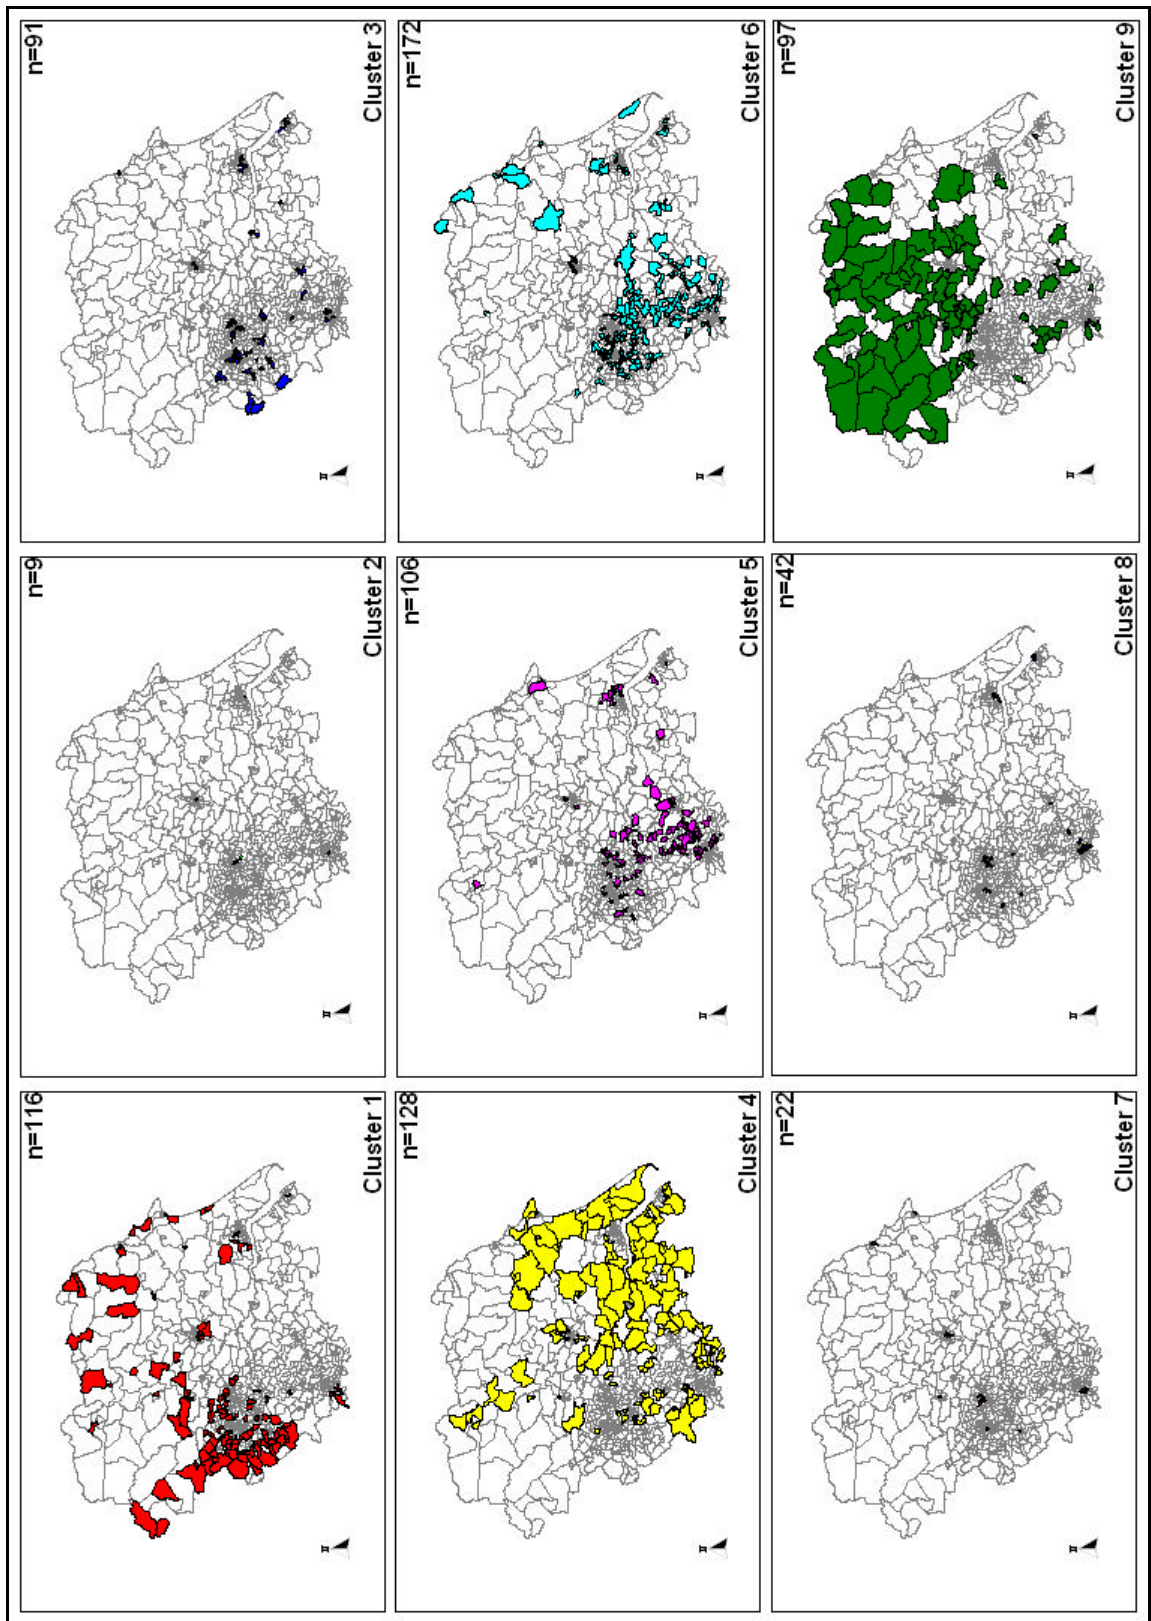 n=116
Cluster 1
n=9
Cluster 2
n=91
Cluster 3
n=128
Cluster 4
n=106
Cluster 5
n=172
Cluster 6
n=22
Cluster 7
n=42
Cluster 8
n=97
Cluster 9